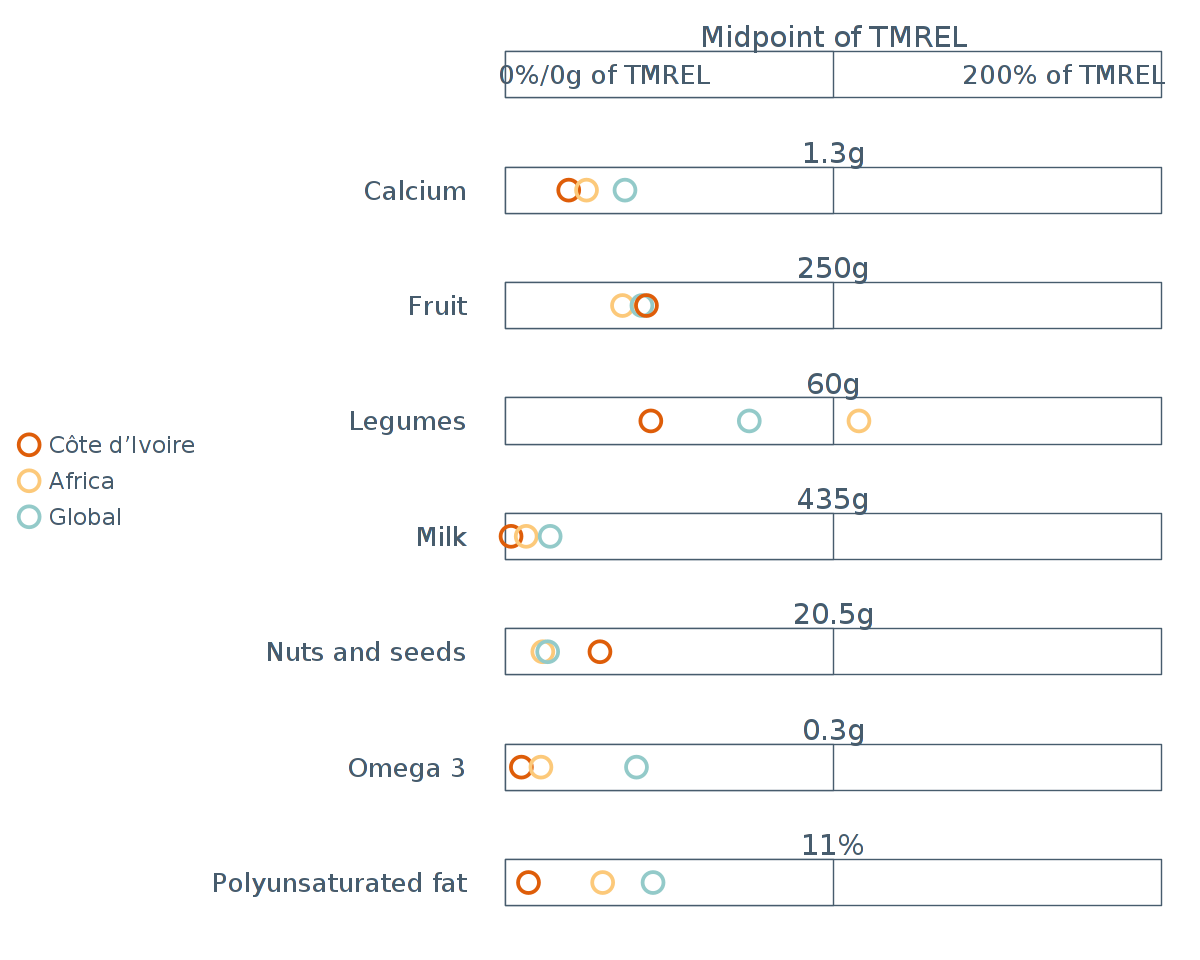 Midpoint of TMREL
0%/0g of TMREL
200% of TMREL
1.3g
Calcium
250g
Fruit
60g
Legumes
Côte d’Ivoire
Africa
Global
435g
Milk
20.5g
Nuts and seeds
0.3g
Omega 3
11%
Polyunsaturated fat